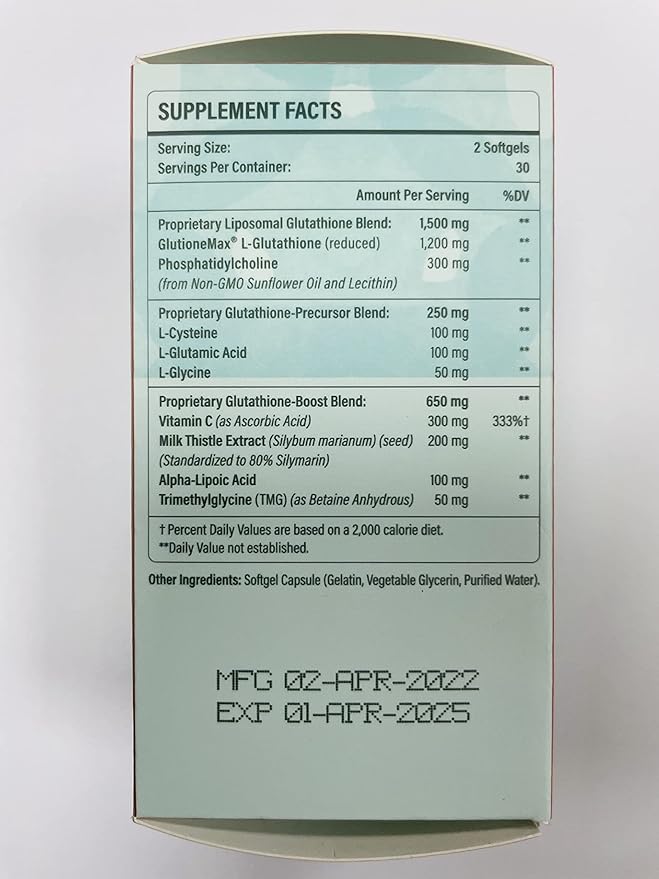 SUPPLEMENT FACTS
Serving Size: 2 Softgels
Servings Per Container: 30
Amount Per Serving %DV
Proprietary Liposomal Glutathione Blend: 1,500 mg **
GlutioneMax® L-Glutathione (reduced) 1,200 mg **
Phosphatidylcholine 300 mg **
(from Non-GMO Sunflower Oil and Lecithin)
Proprietary Glutathione-Precursor Blend: 250 mg **
L-Cysteine 100 mg **
L-Glutamic Acid 100 mg **
L-Glycine 50 mg **
Proprietary Glutathione-Boost Blend: 650 mg **
Vitamin C (as Ascorbic Acid) 300 mg 333%†
Milk Thistle Extract (Silybum marianum) (seed) 200 mg **
(Standardized to 80% Silymarin)
Alpha-Lipoic Acid 100 mg **
Trimethylglycine (TMG) (as Betaine Anhydrous) 50 mg **
† Percent Daily Values are based on a 2,000 calorie diet.
**Daily Value not established.
Other Ingredients: Softgel Capsule (Gelatin, Vegetable Glycerin, Purified Water).
MFG 02-APR-2022
EXP 01-APR-2025